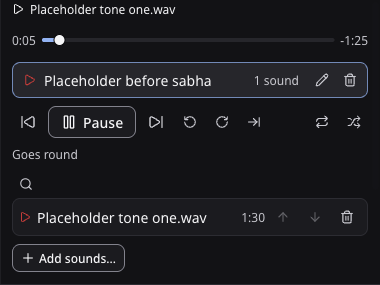 Placeholder tone one.wav
0:05 -1:25
Placeholder before sabha 1 sound
Pause
Goes round
Placeholder tone one.wav 1:30
Add sounds...